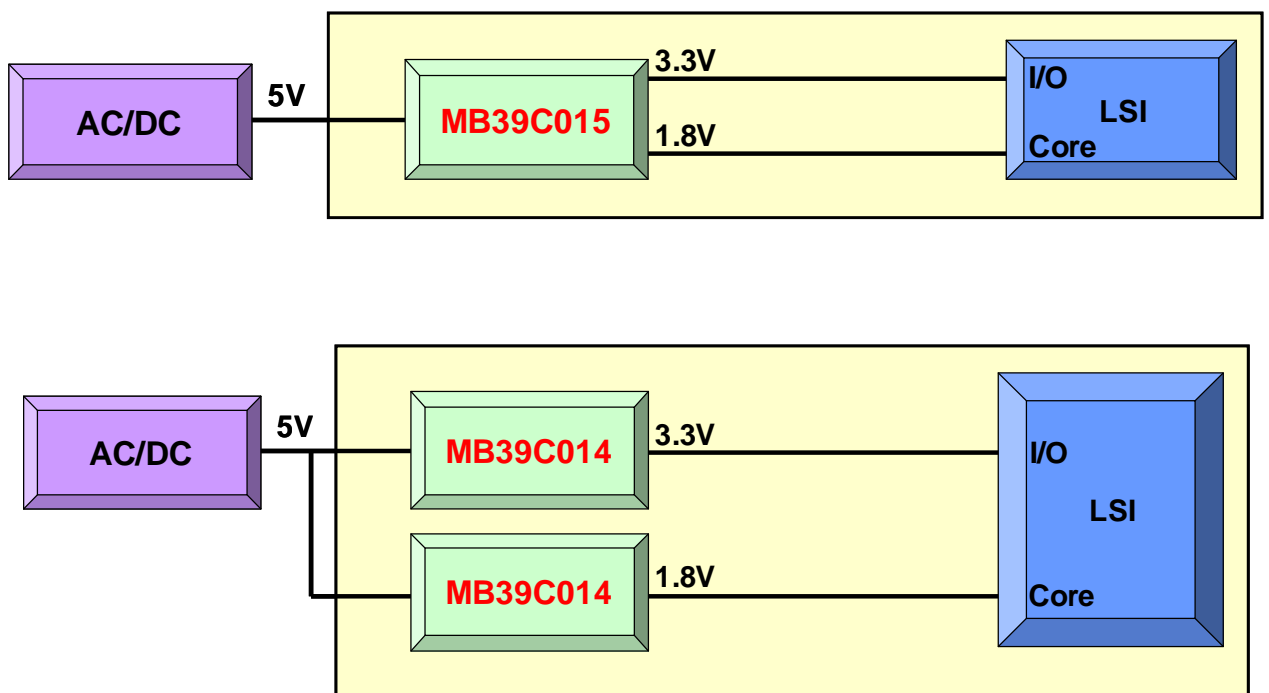 AC/DC
5V
MB39C015
3.3V
1.8V
I/O
LSI
Core
AC/DC
5V
MB39C014
3.3V
I/O
LSI
MB39C014
1.8V
Core